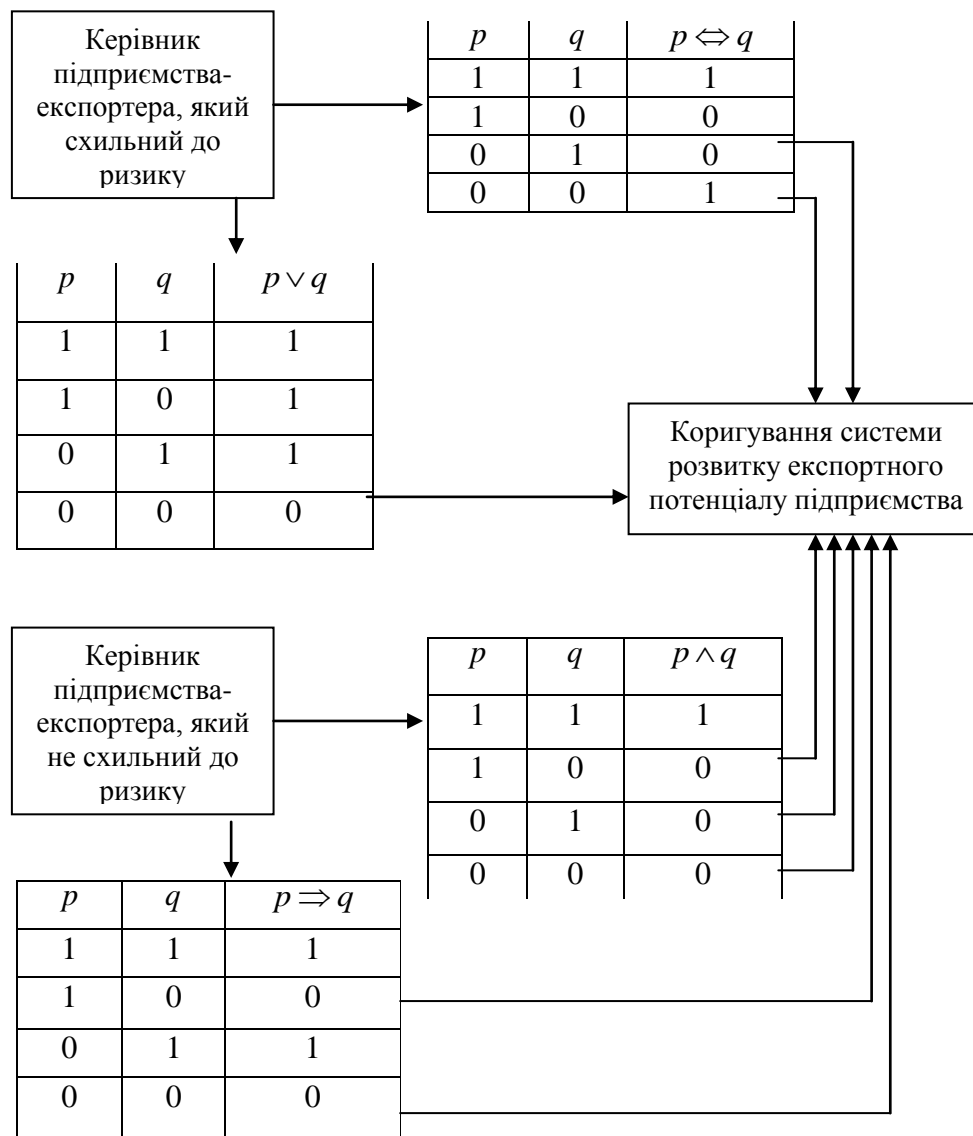 Керівник
підприємства-
експортера, який
схильний до
ризику
p q p ⇔ q
1 1 1
1 0 0
0 1 0
0 0 1
p q p ∨ q
1 1 1
1 0 1
0 1 1
0 0 0
Коригування системи
розвитку експортного
потенціалу підприємства
Керівник
підприємства-
експортера, який
не схильний до
ризику
p q p ∧ q
1 1 1
1 0 0
0 1 0
0 0 0
p q p ⇒ q
1 1 1
1 0 0
0 1 1
0 0 0